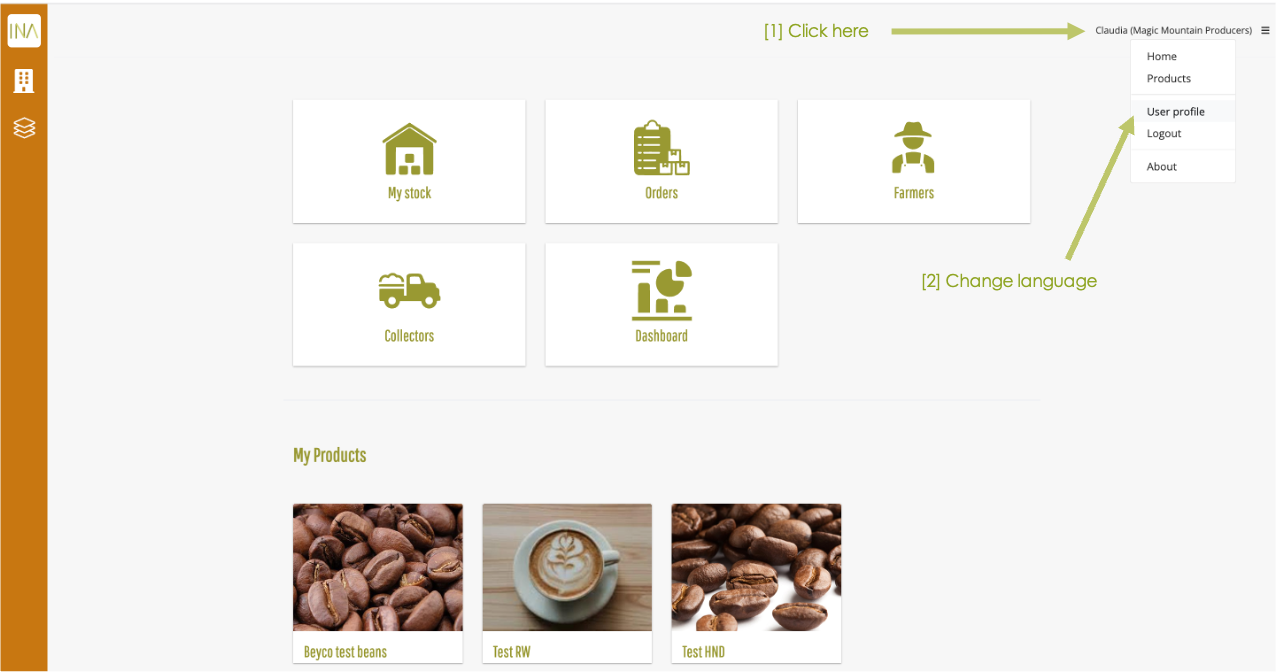 INA
[1] Click here
Claudia (Magic Mountain Producers)
Home
Products
User profile
Logout
About
My stock
Orders
Farmers
[2] Change language
Collectors
Dashboard
My Products
Beyco test beans
Test RW
Test HND